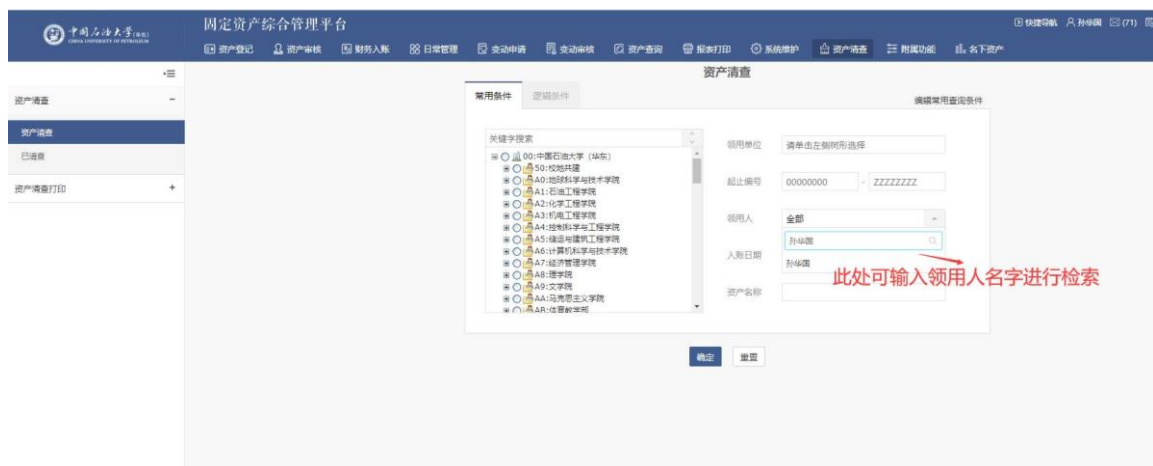 中国石油大学(华东)
CHINA UNIVERSITY OF PETROLEUM
固定资产综合管理平台
快捷导航 孙华国 (71)
资产登记 资产审核 财务入账 日常管理 变动申请 变动审核 资产查询 报表打印 系统维护 资产清查 附属功能 名下资产
资产清查
资产清查
已清查
资产清查打印
资产清查
常用条件 逻辑条件 编辑常用查询条件
关键字搜索
00:中国石油大学（华东）
50:校地共建
A0:地球科学与技术学院
A1:石油工程学院
A2:化学工程学院
A3:机电工程学院
A4:控制科学与工程学院
A5:储运与建筑工程学院
A6:计算机科学与技术学院
A7:经济管理学院
A8:理学院
A9:文学院
AA:马克思主义学院
AB:体育教学部
领用单位 请单击左侧树形选择
起止编号 00000000 - ZZZZZZZZ
领用人 全部
孙华国
入账日期 孙华国
此处可输入领用人名字进行检索
资产名称
确定 重置